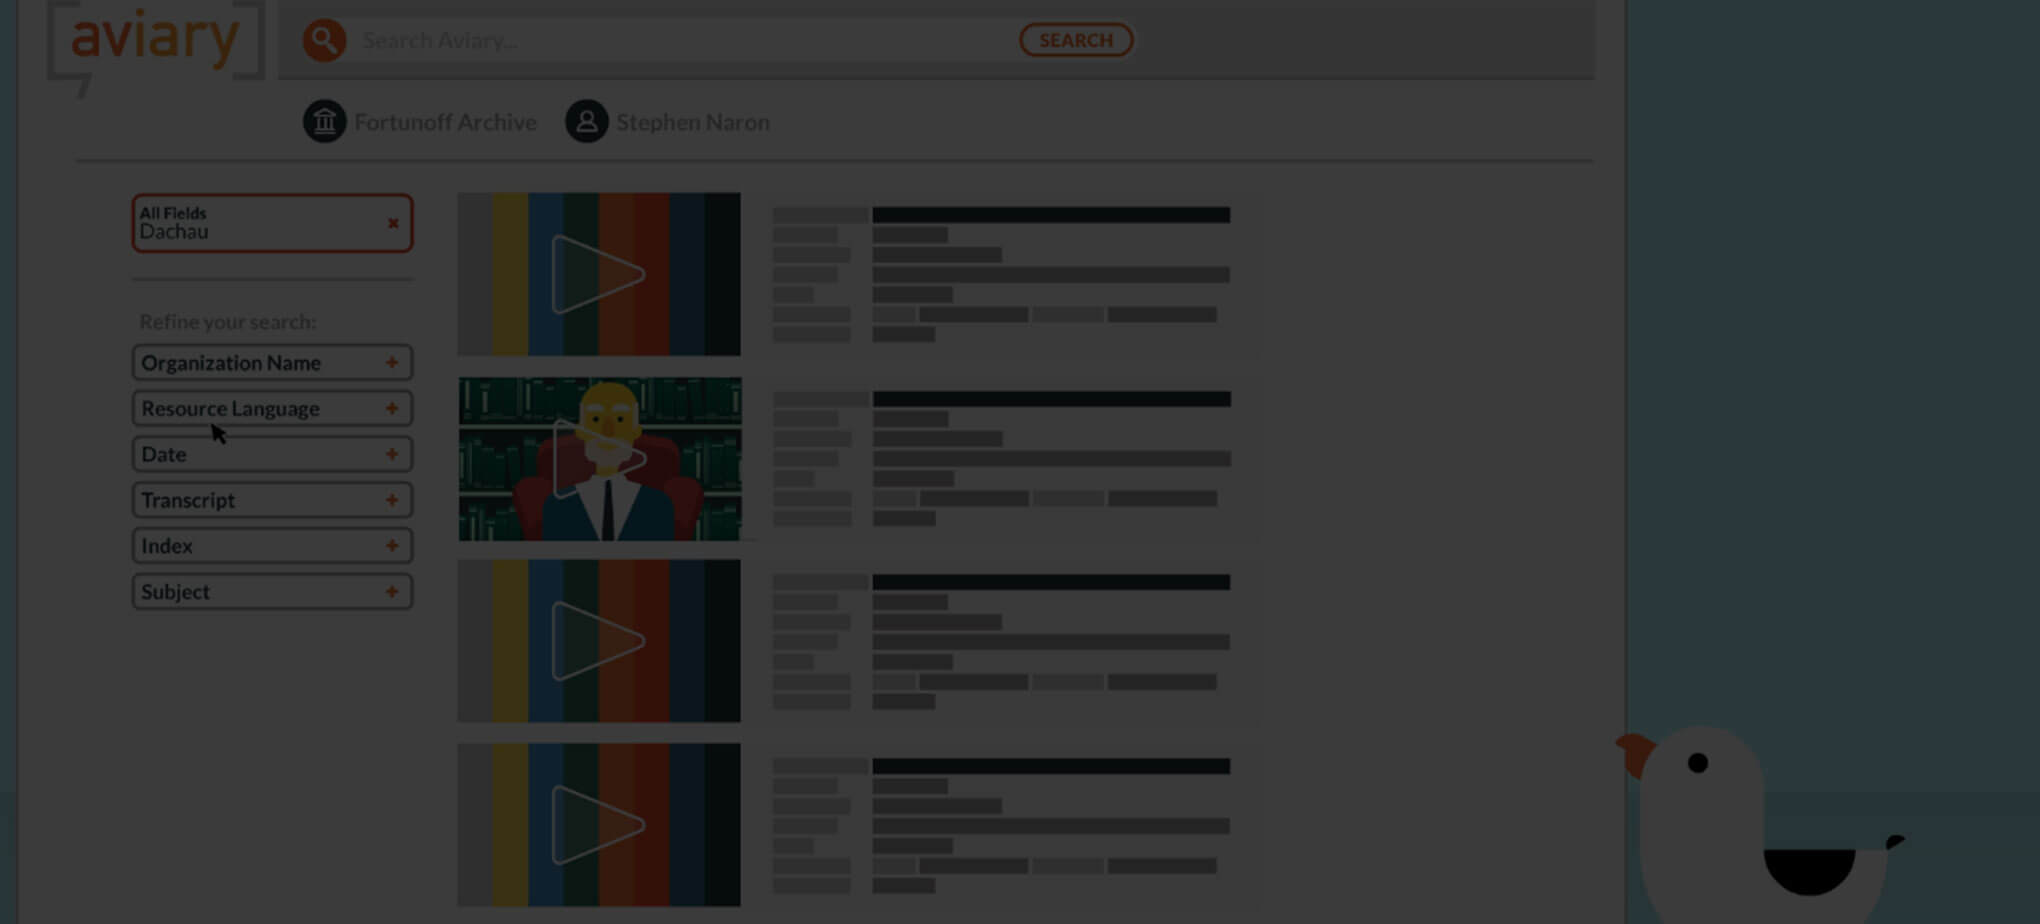 aviary
Search Aviary...
SEARCH
Fortunoff Archive
Stephen Naron
All Fields
Dachau
Refine your search:
Organization Name
Resource Language
Date
Transcript
Index
Subject